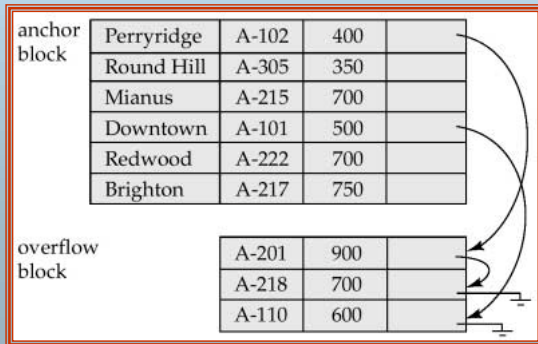 anchor block
Perryridge A-102 400
Round Hill A-305 350
Mianus A-215 700
Downtown A-101 500
Redwood A-222 700
Brighton A-217 750
overflow block
A-201 900
A-218 700
A-110 600